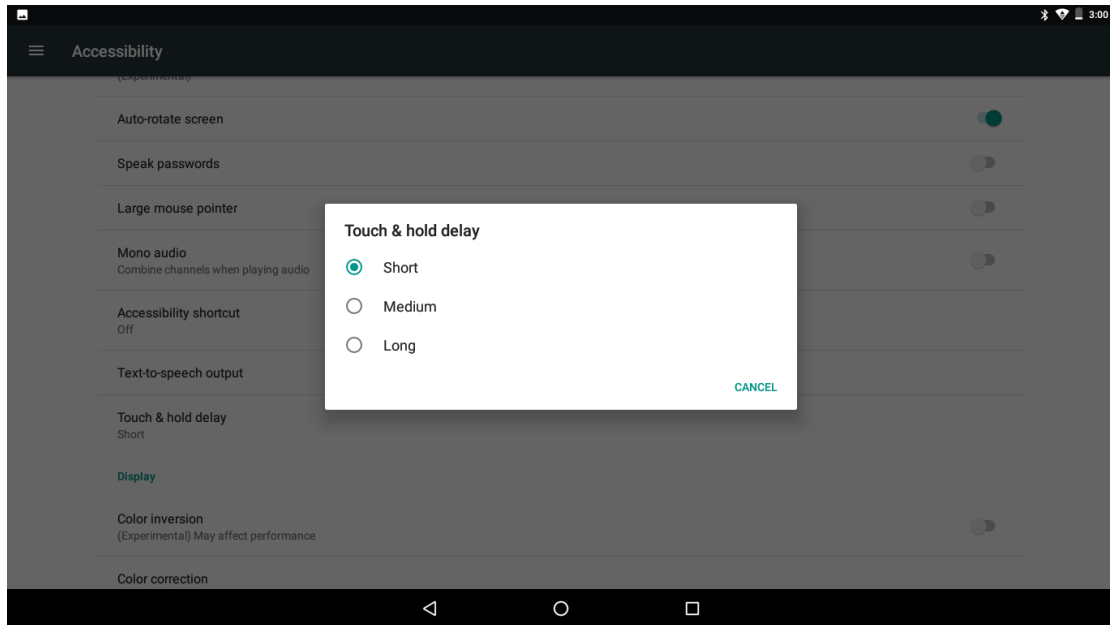 3:00
Accessibility
(Experimental)
Auto-rotate screen
Speak passwords
Large mouse pointer
Mono audio
Combine channels when playing audio
Accessibility shortcut
Off
Text-to-speech output
Touch & hold delay
Short
Display
Color inversion
(Experimental) May affect performance
Color correction
Touch & hold delay
Short
Medium
Long
CANCEL